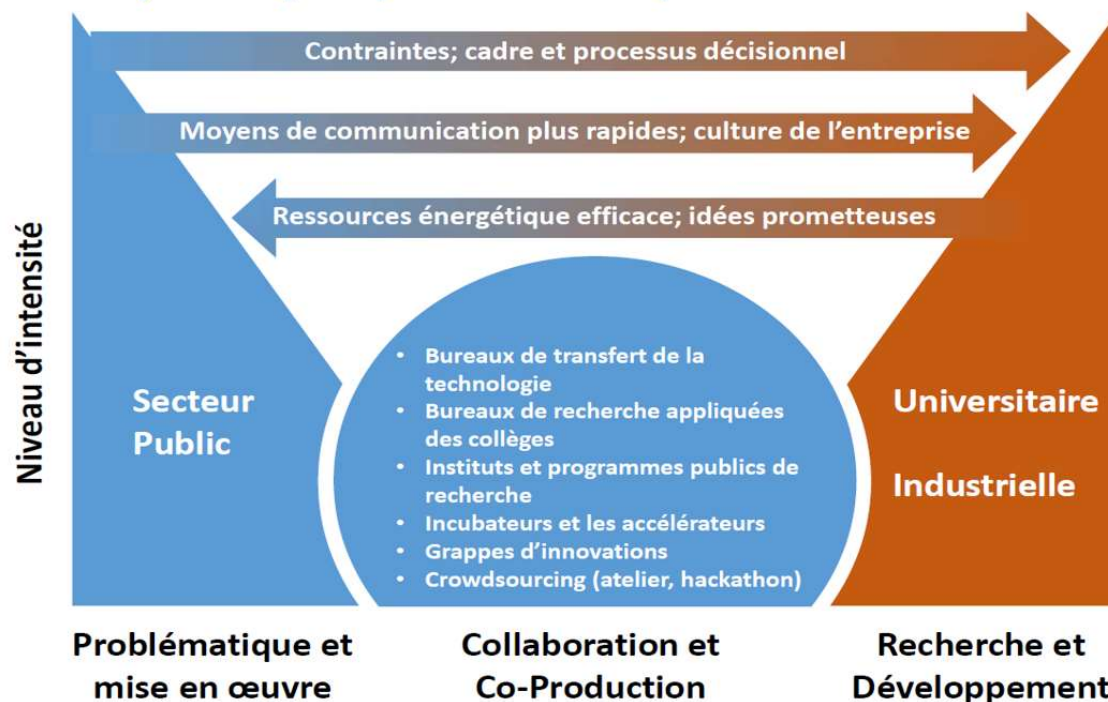 Contraintes; cadre et processus décisionnel
Moyens de communication plus rapides; culture de l'entreprise
Ressources énergétique efficace; idées prometteuses
Niveau d'intensité
Secteur
Public
• Bureaux de transfert de la
technologie
• Bureaux de recherche appliquées
des collèges
• Instituts et programmes publics de
recherche
• Incubateurs et les accélérateurs
• Grappes d'innovations
• Crowdsourcing (atelier, hackathon)
Universitaire
Industrielle
Problématique et
mise en œuvre
Collaboration et
Co-Production
Recherche et
Développement